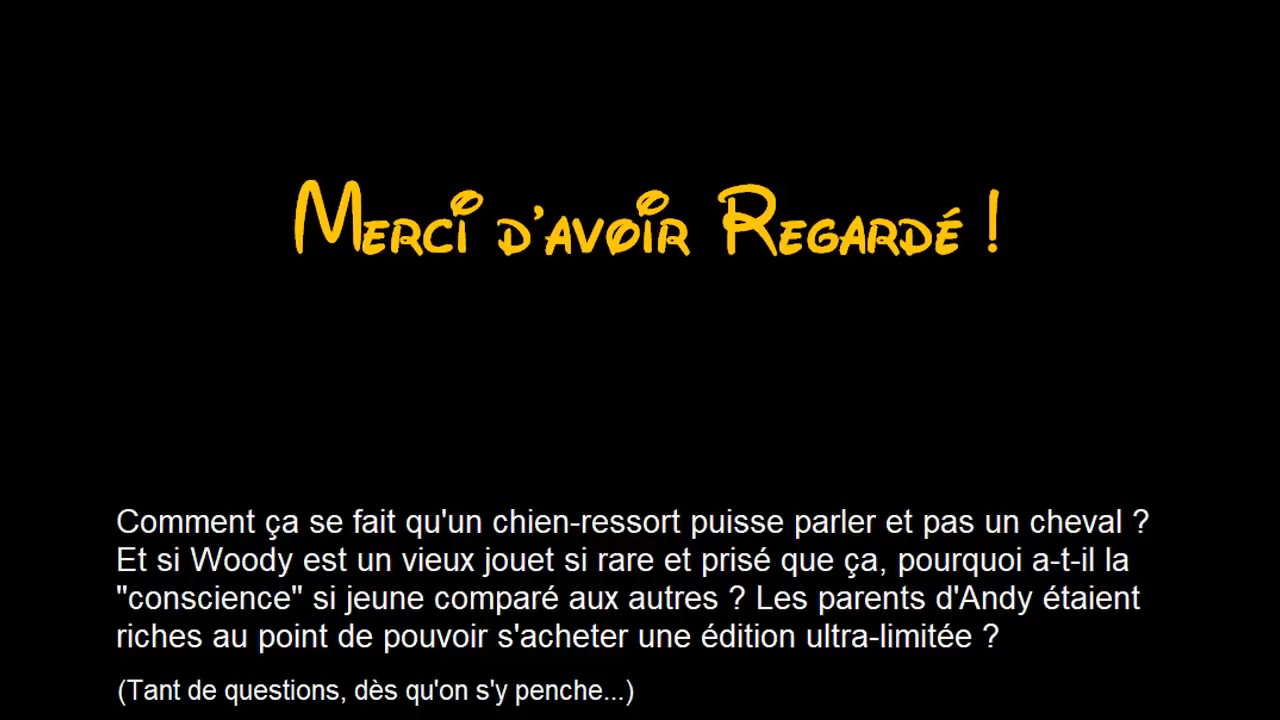 Merci d'avoir Regardé !
Comment ça se fait qu'un chien-ressort puisse parler et pas un cheval ?
Et si Woody est un vieux jouet si rare et prisé que ça, pourquoi a-t-il la
"conscience" si jeune comparé aux autres ? Les parents d'Andy étaient
riches au point de pouvoir s'acheter une édition ultra-limitée ?
(Tant de questions, dès qu'on s'y penche...)